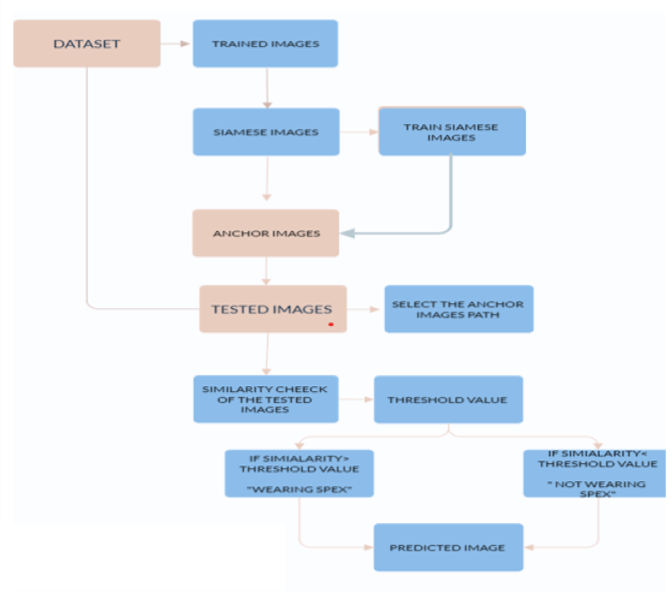 DATASET
TRAINED IMAGES
SIAMESE IMAGES
TRAIN SIAMESE
IMAGES
ANCHOR IMAGES
TESTED IMAGES
SELECT THE ANCHOR
IMAGES PATH
SIMILARITY CHEECK
OF THE TESTED
IMAGES
THRESHOLD VALUE
IF SIMIALARITY>
THRESHOLD VALUE
"WEARING SPEX"
IF SIMIALARITY<
THRESHOLD VALUE
" NOT WEARING
SPEX"
PREDICTED IMAGE